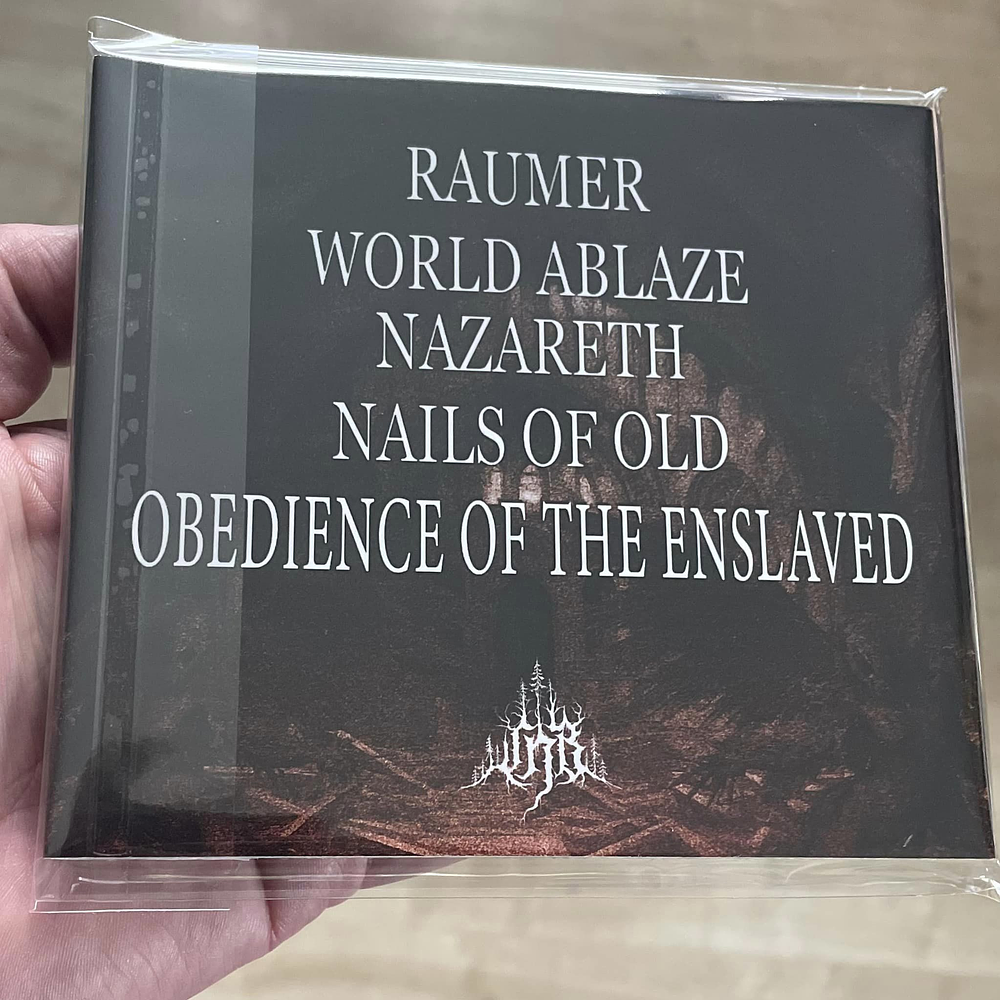 RAUMER
WORLD ABLAZE
NAZARETH
NAILS OF OLD
OBEDIENCE OF THE ENSLAVED